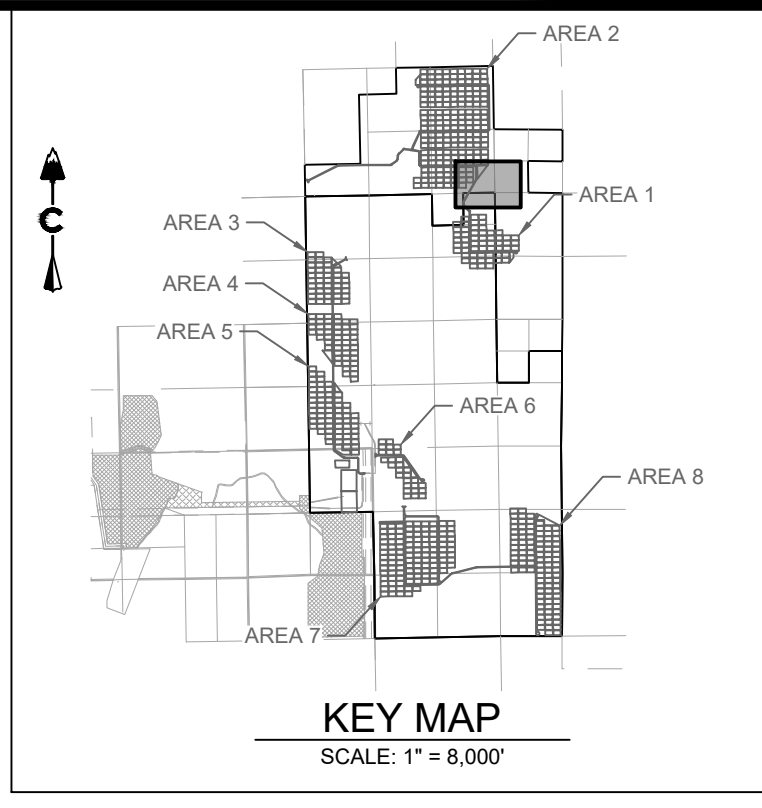 AREA 2
AREA 1
AREA 3
AREA 4
AREA 5
AREA 6
AREA 8
AREA 7
C
KEY MAP
SCALE: 1" = 8,000'